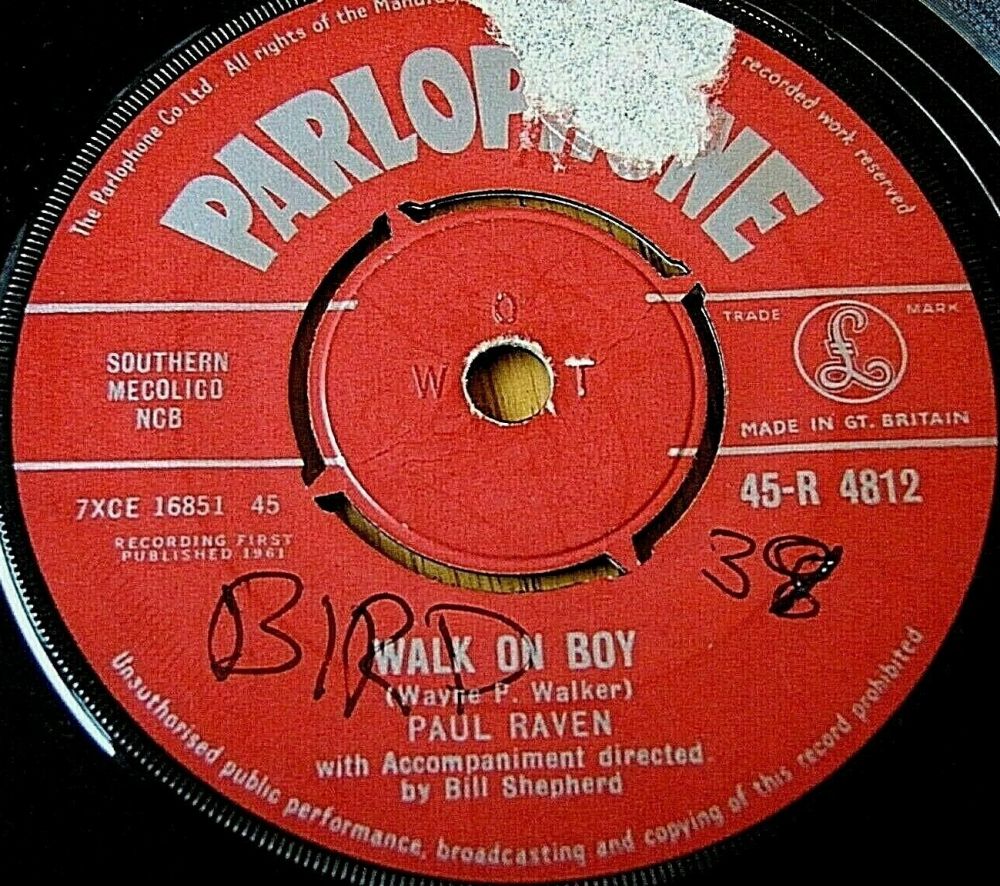 The Parlophone Co. Ltd. All rights of the
recorded work reserved
PARLOPHONE
O
W T
SOUTHERN
MECOLICO
NCB
TRADE MARK
£
MADE IN GT. BRITAIN
7XCE 16851 45
45-R 4812
RECORDING FIRST
PUBLISHED 1961
38
BIRD
WALK ON BOY
(Wayne P. Walker)
PAUL RAVEN
with Accompaniment directed
by Bill Shepherd
Unauthorised public performance, broadcasting and copying of this record prohibited